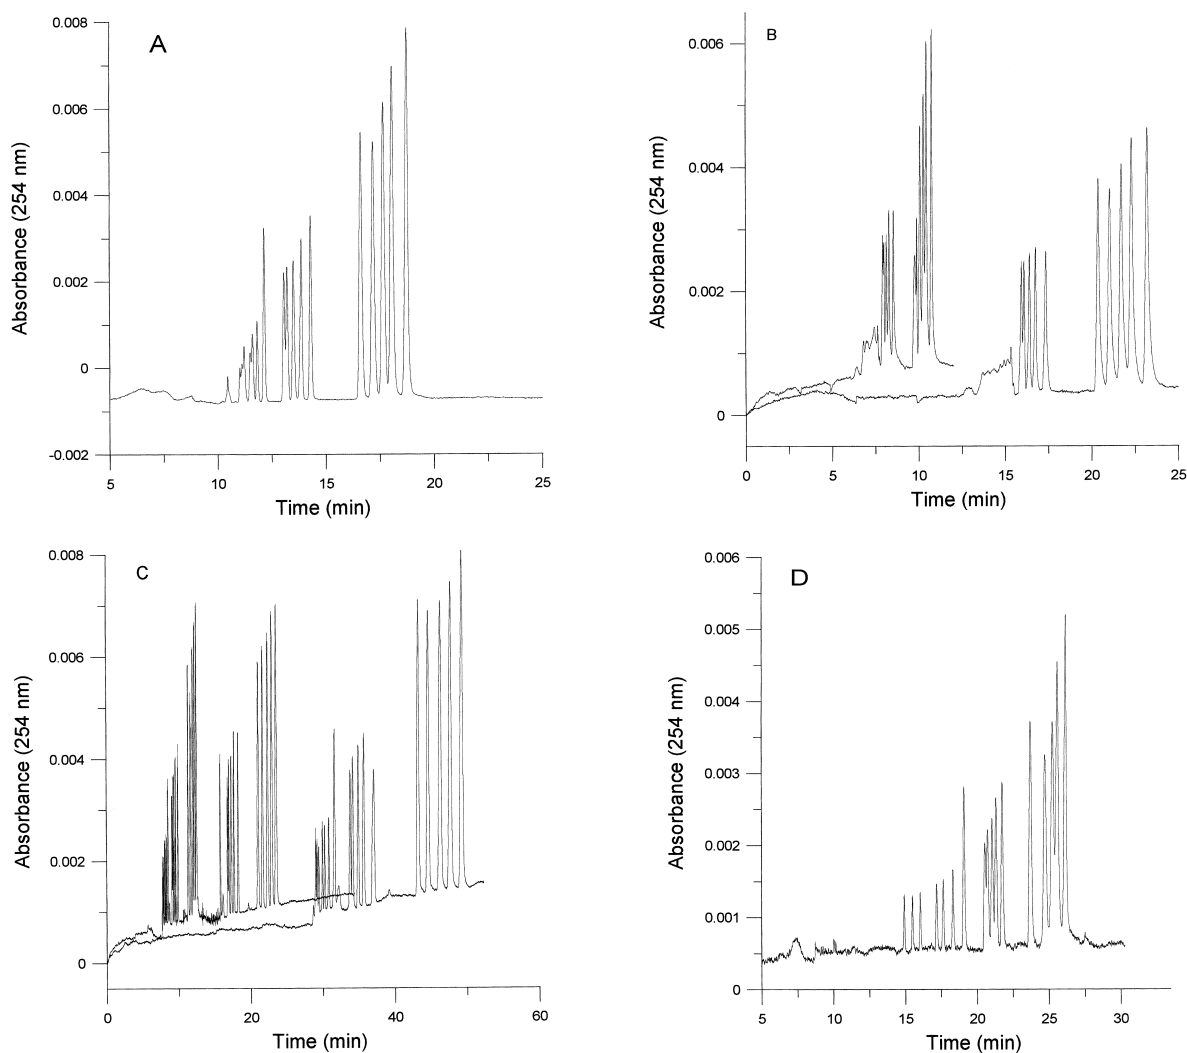 A
Absorbance (254 nm)
0.008
0.006
0.004
0.002
0
-0.002
5 10 15 20 25
Time (min)
B
Absorbance (254 nm)
0.006
0.004
0.002
0
0 5 10 15 20 25
Time (min)
C
Absorbance (254 nm)
0.008
0.006
0.004
0.002
0
0 20 40 60
Time (min)
D
Absorbance (254 nm)
0.006
0.005
0.004
0.003
0.002
0.001
0
5 10 15 20 25 30
Time (min)